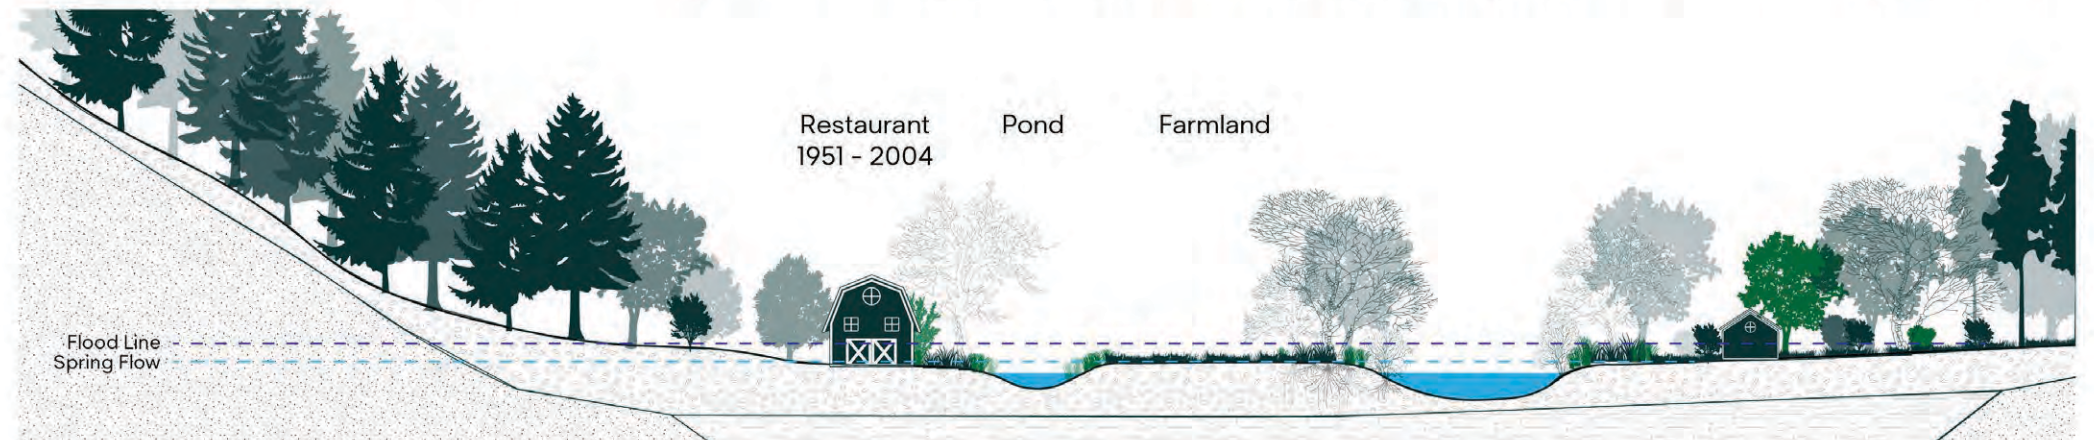 Restaurant
1951 - 2004
Pond
Farmland
Flood Line
Spring Flow